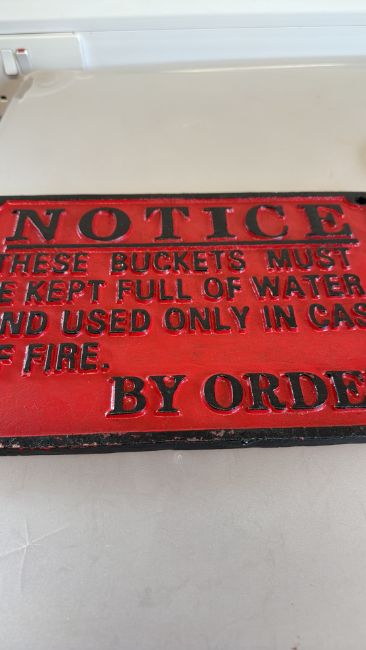 NOTICE
THESE BUCKETS MUST
E KEPT FULL OF WATER
ND USED ONLY IN CAS
F FIRE.
BY ORDE